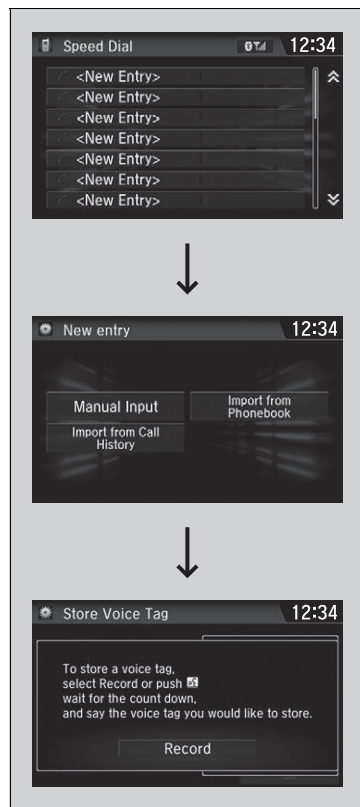 Speed Dial 12:34
<New Entry>
<New Entry>
<New Entry>
<New Entry>
<New Entry>
<New Entry>
<New Entry>
New entry 12:34
Manual Input
Import from
Phonebook
Import from Call
History
Store Voice Tag 12:34
To store a voice tag,
select Record or push
wait for the count down,
and say the voice tag you would like to store.
Record